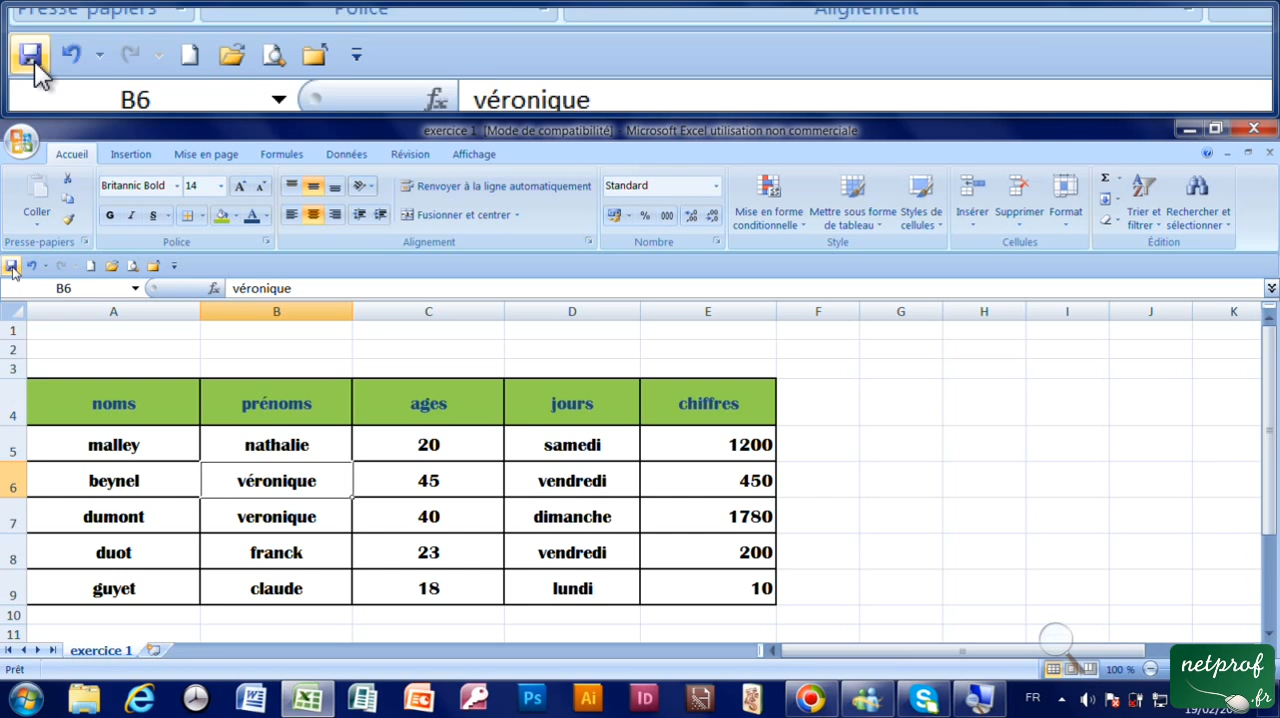 Presse-papiers Police Alignement
B6 véronique
exercice 1 [Mode de compatibilité] - Microsoft Excel utilisation non commerciale
Accueil Insertion Mise en page Formules Données Révision Affichage
Coller
Britannic Bold 14
G I S
Renvoyer à la ligne automatiquement
Fusionner et centrer
Standard
% 000
Mise en forme conditionnelle
Mettre sous forme de tableau
Styles de cellules
Insérer Supprimer Format
Trier et filtrer
Rechercher et sélectionner
Presse-papiers Police Alignement Nombre Style Cellules Édition
B6 fx véronique
A B C D E F G H I J K
1
2
3
4 noms prénoms ages jours chiffres
5 malley nathalie 20 samedi 1200
6 beynel véronique 45 vendredi 450
7 dumont veronique 40 dimanche 1780
8 duot franck 23 vendredi 200
9 guyet claude 18 lundi 10
10
11
exercice 1
Prêt 100 %
Ps Ai Id FR
netprof
.fr